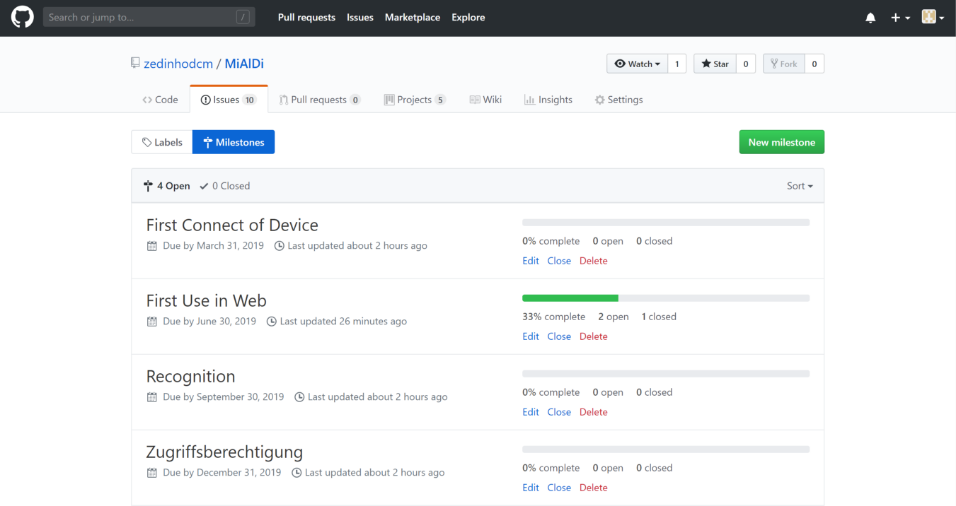 Search or jump to... / Pull requests Issues Marketplace Explore
zedinhodcm / MiAIDi Watch 1 Star 0 Fork 0
Code Issues 10 Pull requests 0 Projects 5 Wiki Insights Settings
Labels Milestones New milestone
4 Open 0 Closed Sort
First Connect of Device
Due by March 31, 2019 Last updated about 2 hours ago
0% complete 0 open 0 closed
Edit Close Delete
First Use in Web
Due by June 30, 2019 Last updated 26 minutes ago
33% complete 2 open 1 closed
Edit Close Delete
Recognition
Due by September 30, 2019 Last updated about 2 hours ago
0% complete 0 open 0 closed
Edit Close Delete
Zugriffsberechtigung
Due by December 31, 2019 Last updated about 2 hours ago
0% complete 0 open 0 closed
Edit Close Delete